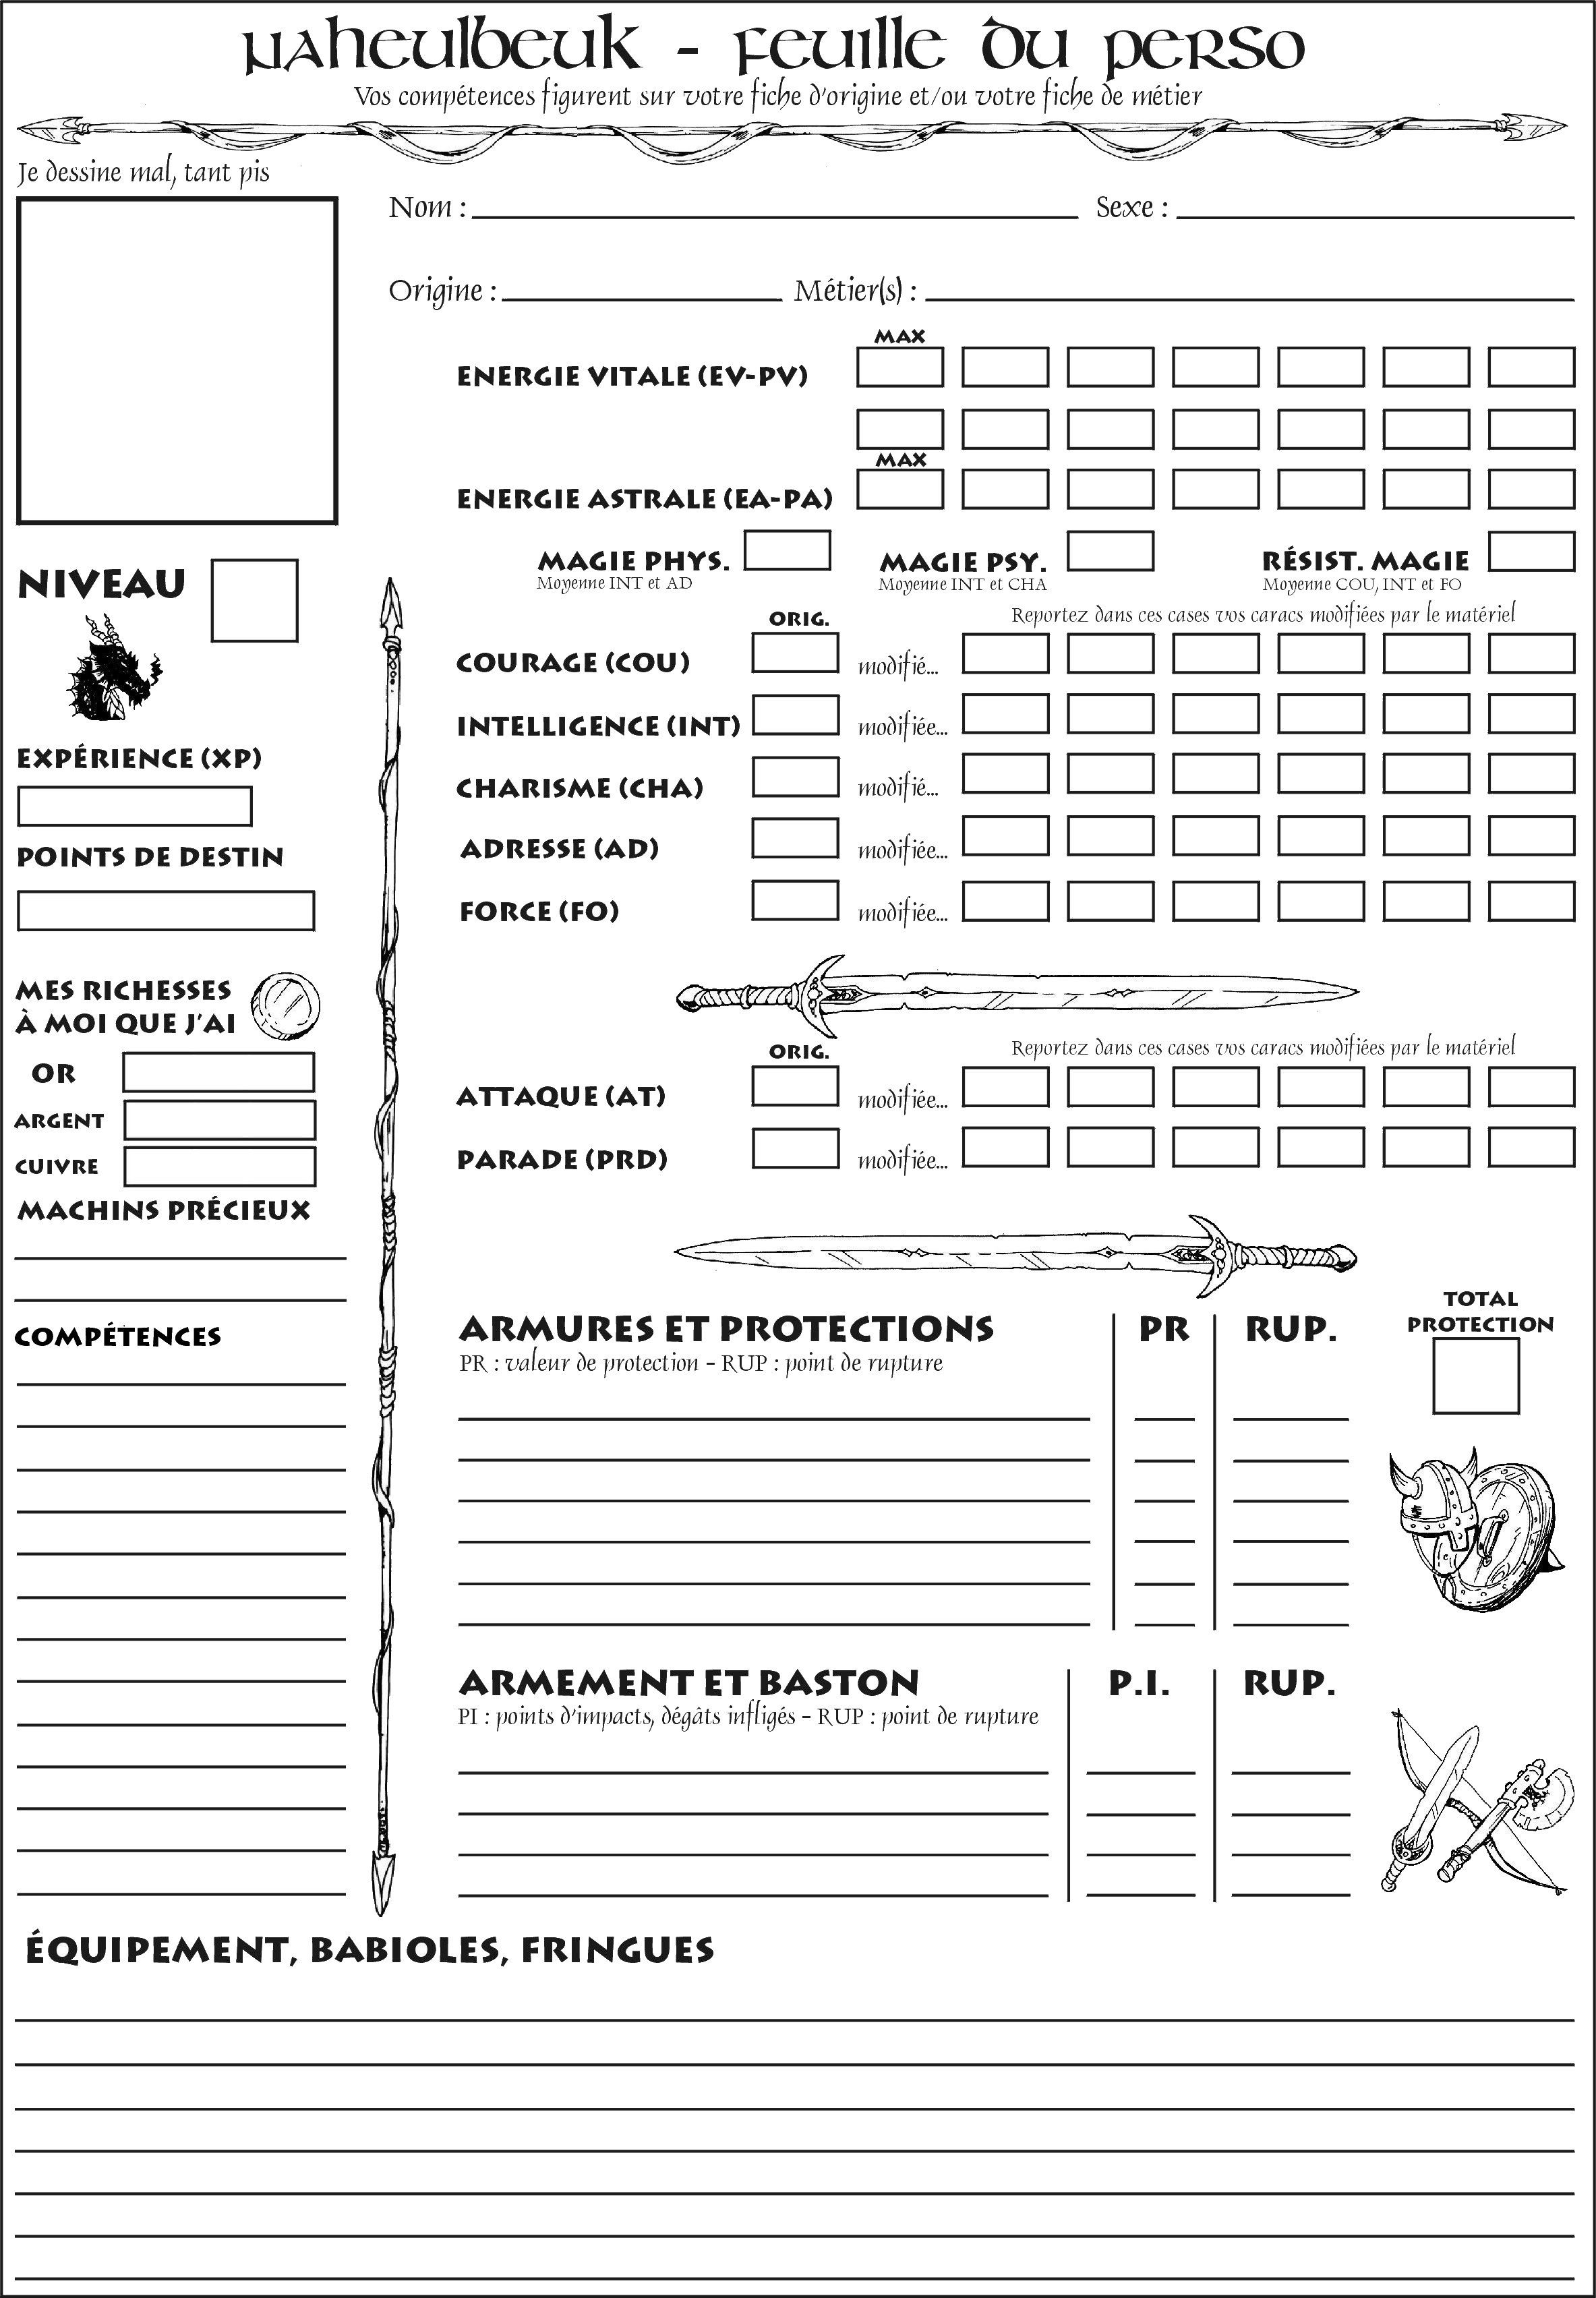 Naheulbeuk - Feuille du perso
Vos compétences figurent sur votre fiche d'origine et/ou votre fiche de métier
Je dessine mal, tant pis
Nom : Sexe :
Origine : Métier(s) :
MAX
ENERGIE VITALE (EV-PV)
MAX
ENERGIE ASTRALE (EA-PA)
MAGIE PHYS. MAGIE PSY. RÉSIST. MAGIE
Moyenne INT et AD Moyenne INT et CHA Moyenne COU, INT et FO
NIVEAU
ORIG. Reportez dans ces cases vos caracs modifiées par le matériel
COURAGE (COU) modifié...
INTELLIGENCE (INT) modifiée...
CHARISME (CHA) modifié...
ADRESSE (AD) modifiée...
FORCE (FO) modifiée...
EXPÉRIENCE (XP)
POINTS DE DESTIN
MES RICHESSES
À MOI QUE J'AI
OR
ARGENT
CUIVRE
MACHINS PRÉCIEUX
COMPÉTENCES
ORIG. Reportez dans ces cases vos caracs modifiées par le matériel
ATTAQUE (AT) modifiée...
PARADE (PRD) modifiée...
ARMURES ET PROTECTIONS PR RUP.
PR : valeur de protection - RUP : point de rupture
TOTAL
PROTECTION
ARMEMENT ET BASTON P.I. RUP.
PI : points d'impacts, dégâts infligés - RUP : point de rupture
ÉQUIPEMENT, BABIOLES, FRINGUES